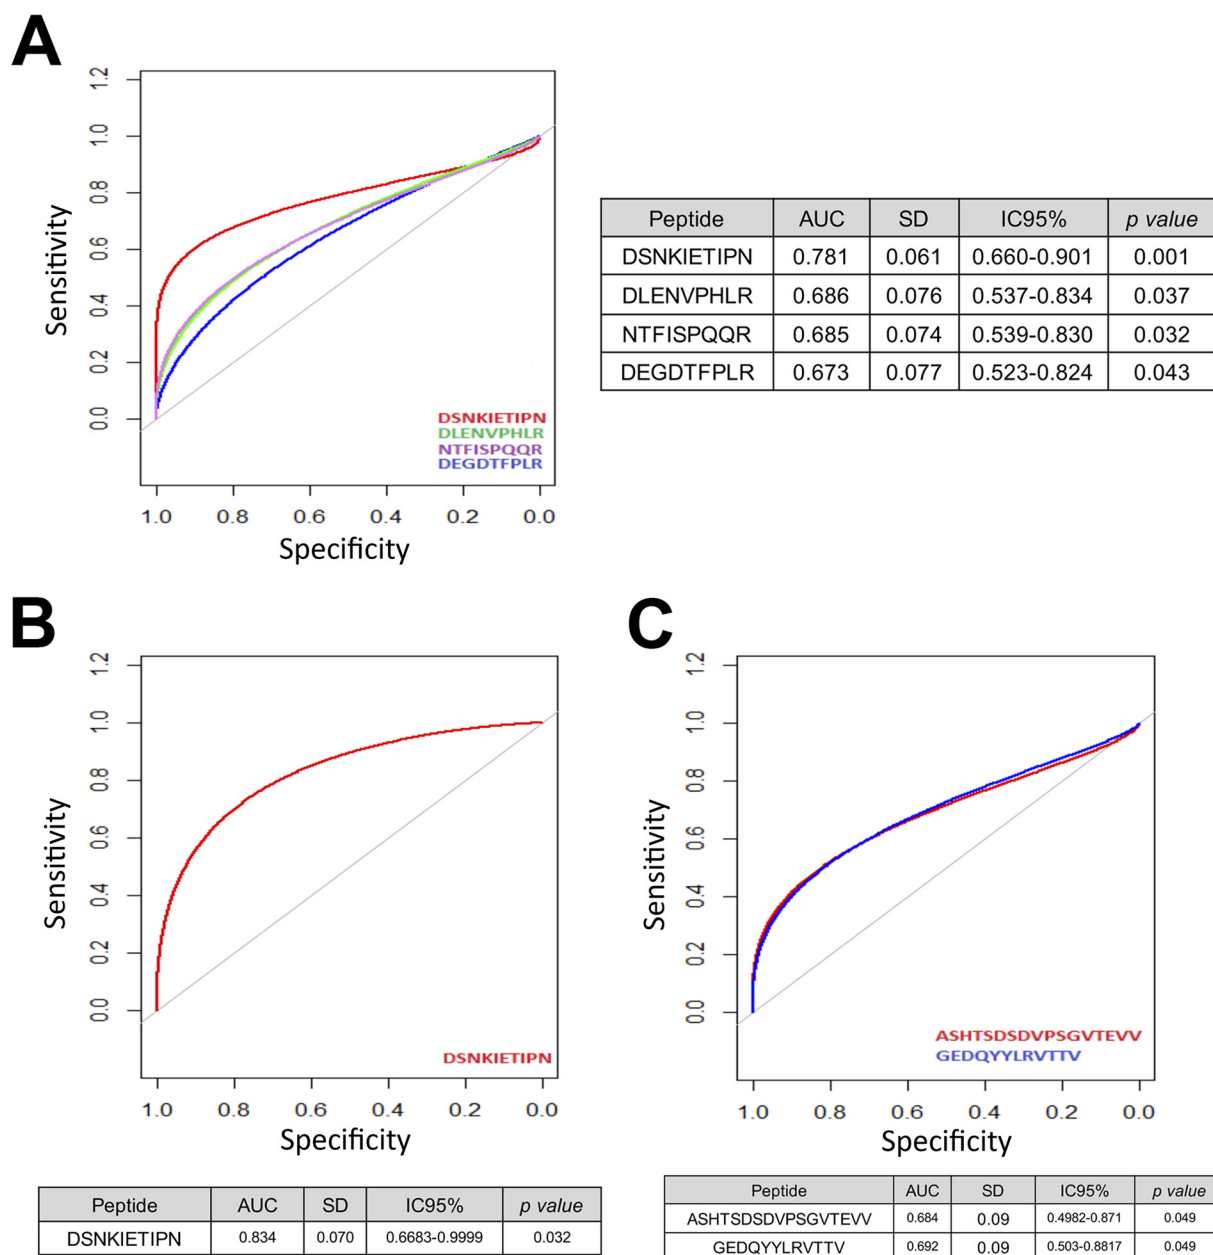 A
1.2
1.0
0.8
0.6
0.4
0.2
0.0
Sensitivity
DSNKIETIPN
DLENVPHLR
NTFISPQQR
DEGDTFPLR
1.0 0.8 0.6 0.4 0.2 0.0
Specificity
Peptide AUC SD IC95% p value
DSNKIETIPN 0.781 0.061 0.660-0.901 0.001
DLENVPHLR 0.686 0.076 0.537-0.834 0.037
NTFISPQQR 0.685 0.074 0.539-0.830 0.032
DEGDTFPLR 0.673 0.077 0.523-0.824 0.043
B
1.2
1.0
0.8
0.6
0.4
0.2
0.0
Sensitivity
DSNKIETIPN
1.0 0.8 0.6 0.4 0.2 0.0
Specificity
Peptide AUC SD IC95% p value
DSNKIETIPN 0.834 0.070 0.6683-0.9999 0.032
C
1.2
1.0
0.8
0.6
0.4
0.2
0.0
Sensitivity
ASHTSDSDVPSGVTEVV
GEDQYYLRVTTV
1.0 0.8 0.6 0.4 0.2 0.0
Specificity
Peptide AUC SD IC95% p value
ASHTSDSDVPSGVTEVV 0.684 0.09 0.4982-0.871 0.049
GEDQYYLRVTTV 0.692 0.09 0.503-0.8817 0.049